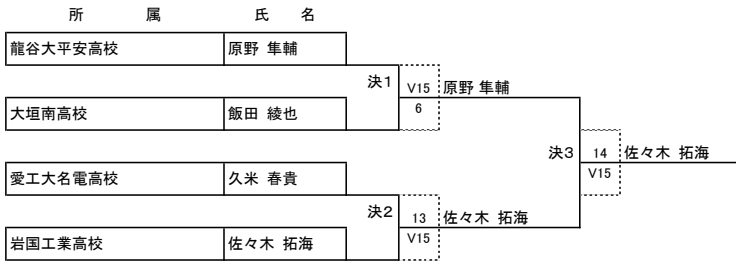 所 属 氏 名
龍谷大平安高校 原野 隼輔
決1 V15 原野 隼輔
6
大垣南高校 飯田 綾也
決3 14 佐々木 拓海
V15
愛工大名電高校 久米 春貴
決2 13 佐々木 拓海
V15
岩国工業高校 佐々木 拓海